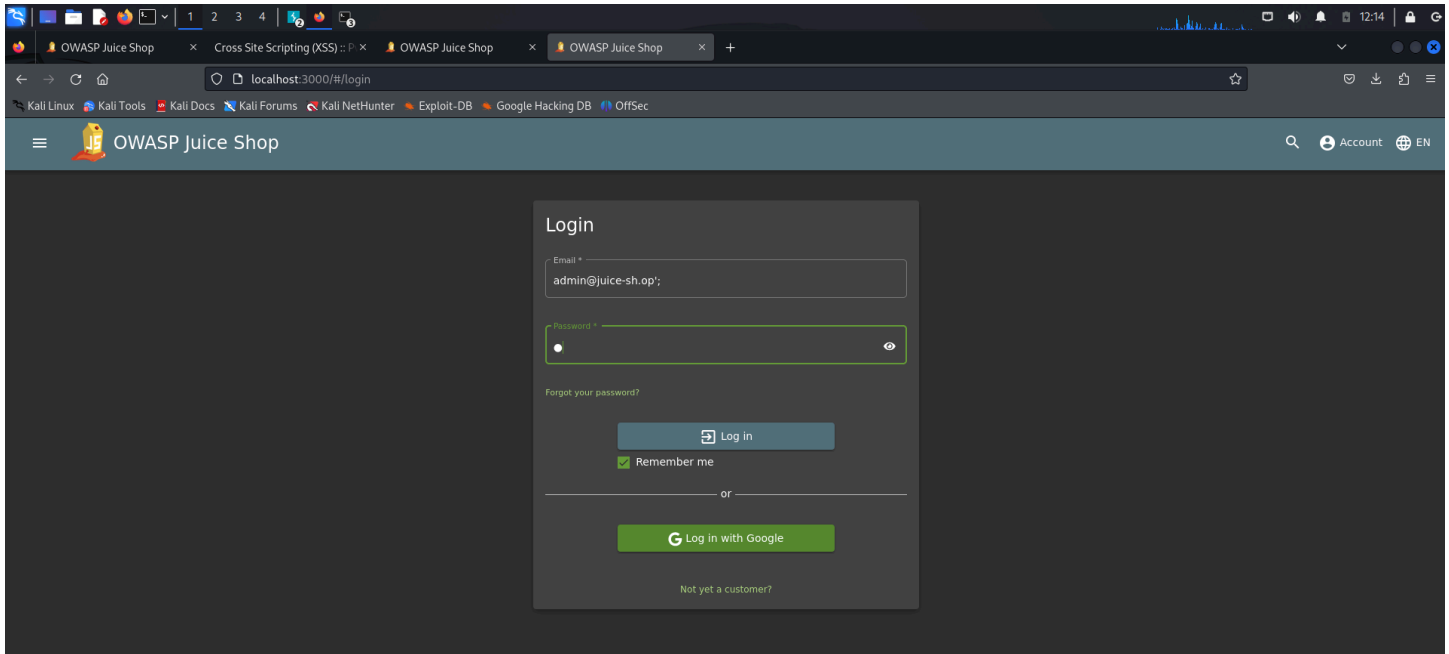 1 2 3 4 2 3 12:14
OWASP Juice Shop × Cross Site Scripting (XSS) :: P × OWASP Juice Shop × OWASP Juice Shop × +
localhost:3000/#/login
Kali Linux Kali Tools Kali Docs Kali Forums Kali NetHunter Exploit-DB Google Hacking DB OffSec
OWASP Juice Shop Account EN
Login
Email *
admin@juice-sh.op';
Password *
Forgot your password?
Log in
Remember me
or
G Log in with Google
Not yet a customer?